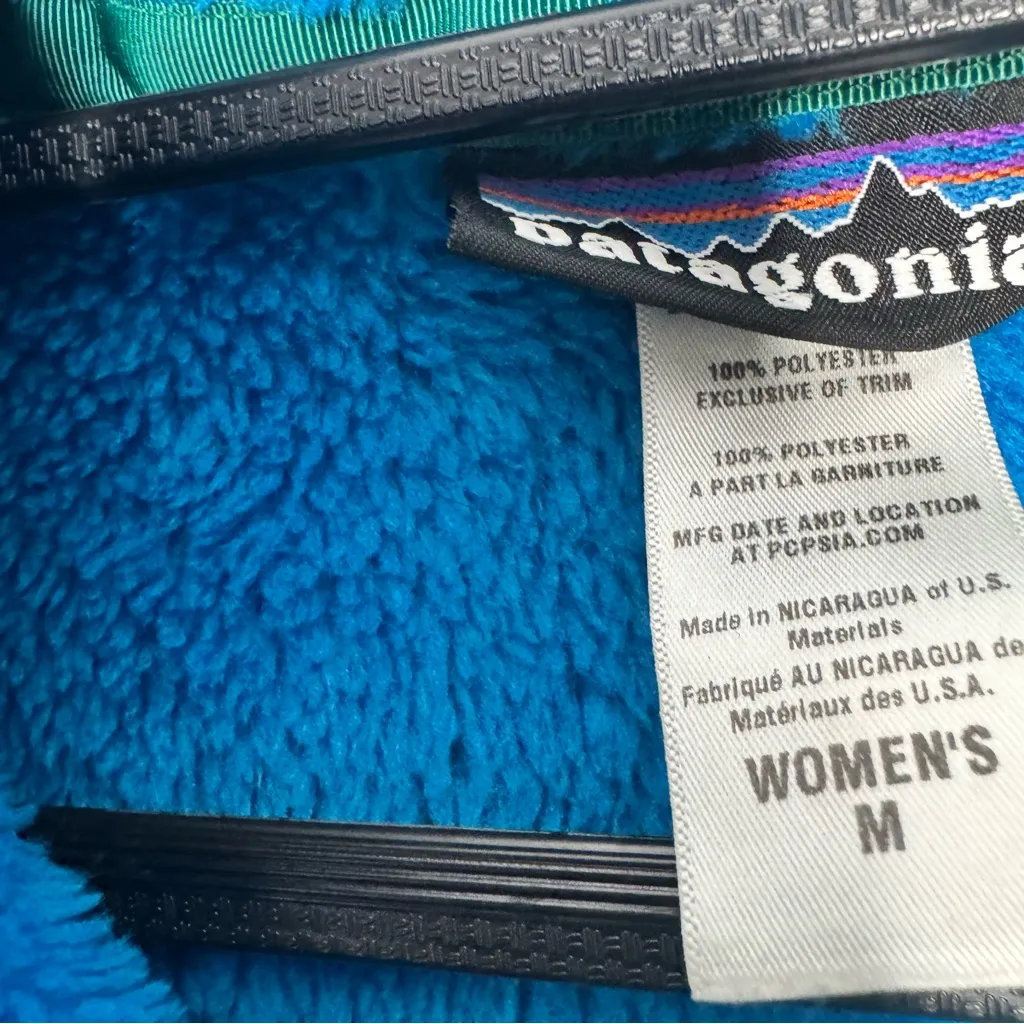 patagonia
100% POLYESTER
EXCLUSIVE OF TRIM
100% POLYESTER
A PART LA GARNITURE
MFG DATE AND LOCATION
AT PCPSIA.COM
Made in NICARAGUA of U.S.
Materials
Fabriqué AU NICARAGUA de
Matériaux des U.S.A.
WOMEN'S
M